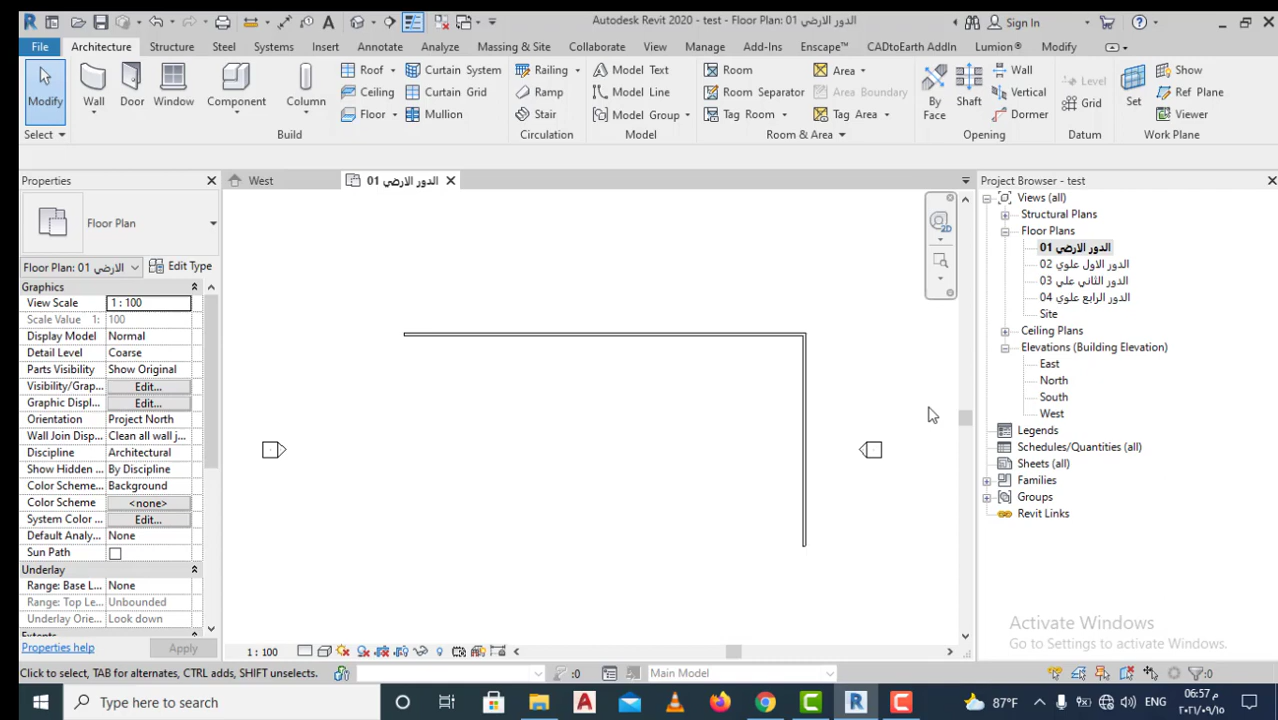 Autodesk Revit 2020 - test - Floor Plan: 01 الدور الارضي
Sign In
File Architecture Structure Steel Systems Insert Annotate Analyze Massing & Site Collaborate View Manage Add-Ins Enscape™ CADtoEarth AddIn Lumion® Modify
Modify
Wall
Door
Window
Component
Column
Roof
Ceiling
Floor
Curtain System
Curtain Grid
Mullion
Railing
Ramp
Stair
Model Text
Model Line
Model Group
Room
Room Separator
Tag Room
Area
Area Boundary
Tag Area
By Face
Shaft
Wall
Vertical
Dormer
Level
Grid
Set
Show
Ref Plane
Viewer
Select Build Circulation Model Room & Area Opening Datum Work Plane
Properties
West
01 الدور الارضي
Project Browser - test
Floor Plan
Floor Plan: 01 الارضي
Edit Type
Graphics
View Scale 1 : 100
Scale Value 1: 100
Display Model Normal
Detail Level Coarse
Parts Visibility Show Original
Visibility/Grap... Edit...
Graphic Displ... Edit...
Orientation Project North
Wall Join Disp... Clean all wall j...
Discipline Architectural
Show Hidden ... By Discipline
Color Scheme... Background
Color Scheme <none>
System Color ... Edit...
Default Analy... None
Sun Path
Underlay
Range: Base L... None
Range: Top Le... Unbounded
Underlay Orie... Look down
Extents
Properties help
Apply
2D
Views (all)
Structural Plans
Floor Plans
01 الدور الارضي
02 الدور الاول علوي
03 الدور الثاني علي
04 الدور الرابع علوي
Site
Ceiling Plans
Elevations (Building Elevation)
East
North
South
West
Legends
Schedules/Quantities (all)
Sheets (all)
Families
Groups
Revit Links
Activate Windows
Go to Settings to activate Windows.
1 : 100
Click to select, TAB for alternates, CTRL adds, SHIFT unselects.
:0
Main Model
:0
Type here to search
87°F
ENG
06:57 م
٢٠٢١/٠٩/١٥